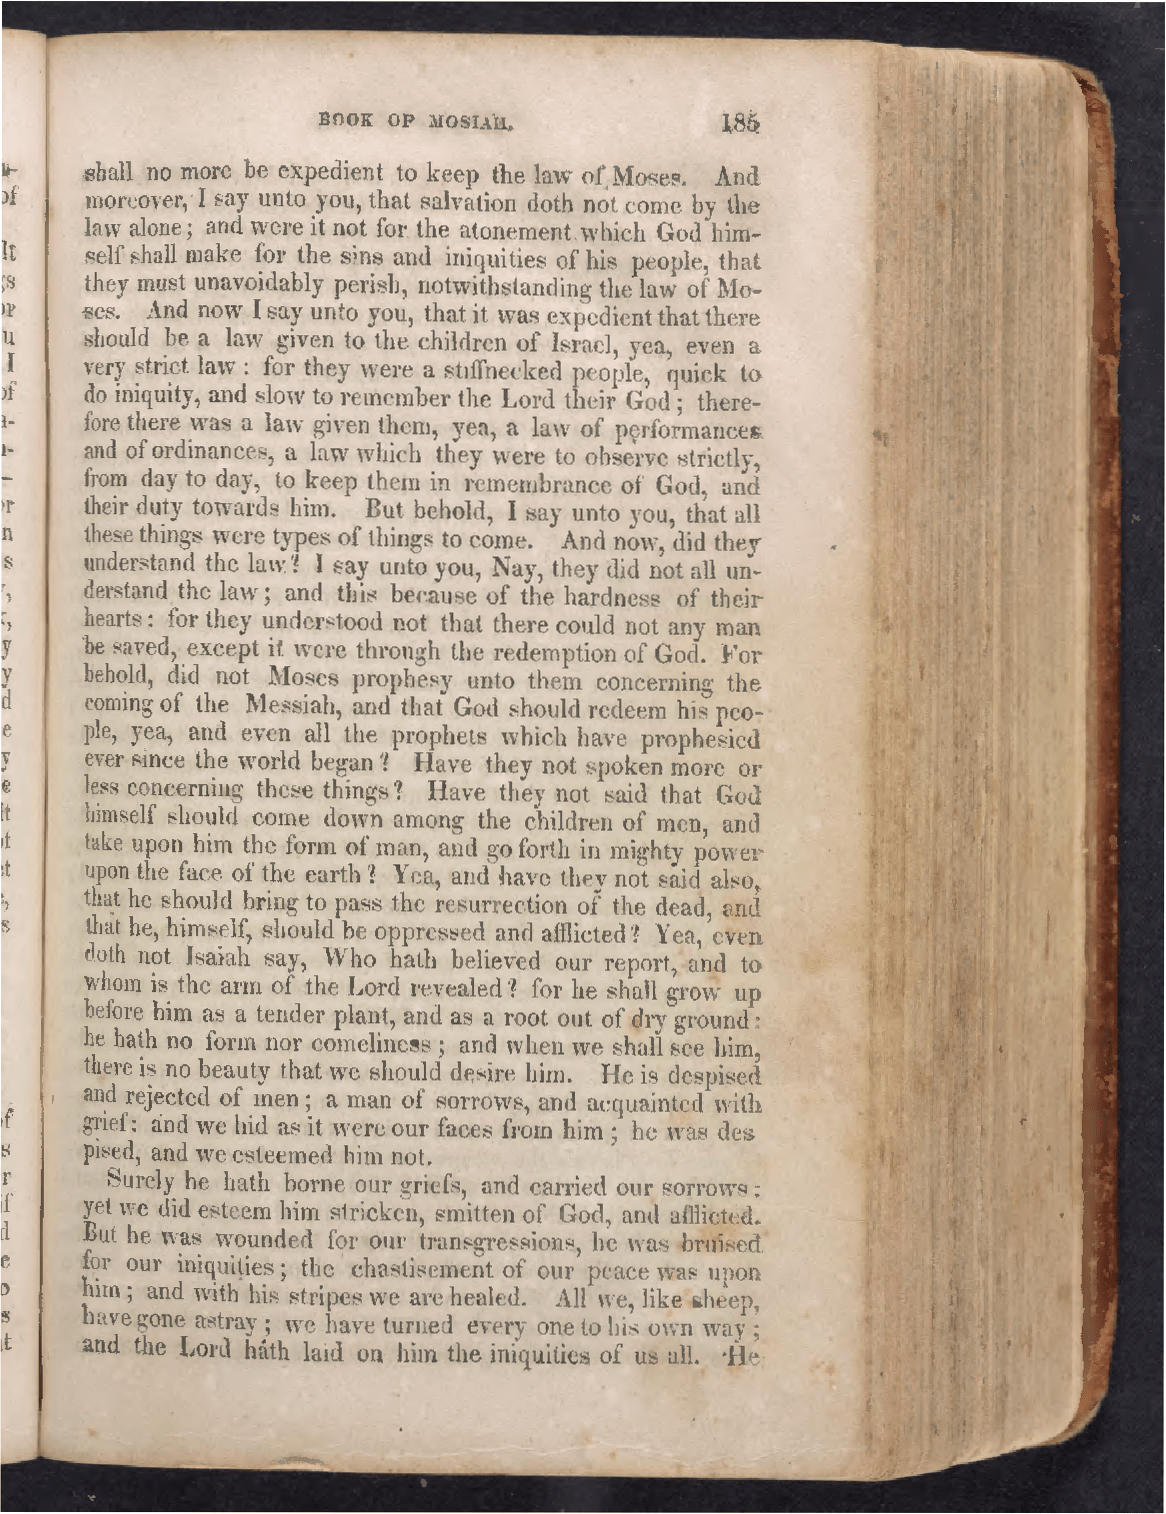 BOOK OF MOSIAH. 185
shall no more be expedient to keep the law of Moses. And
moreover, I say unto you, that salvation doth not come by the
law alone; and were it not for the atonement which God him-
self shall make for the sins and iniquities of his people, that
they must unavoidably perish, notwithstanding the law of Mo-
ses. And now I say unto you, that it was expedient that there
should be a law given to the children of Israel, yea, even a
very strict law : for they were a stiffnecked people, quick to
do iniquity, and slow to remember the Lord their God ; there-
fore there was a law given them, yea, a law of performances
and of ordinances, a law which they were to observe strictly,
from day to day, to keep them in remembrance of God, and
their duty towards him. But behold, I say unto you, that all
these things were types of things to come. And now, did they
understand the law? I say unto you, Nay, they did not all un-
derstand the law; and this because of the hardness of their
hearts: for they understood not that there could not any man
be saved, except it were through the redemption of God. For
behold, did not Moses prophesy unto them concerning the
coming of the Messiah, and that God should redeem his peo-
ple, yea, and even all the prophets which have prophesied
ever since the world began? Have they not spoken more or
less concerning these things? Have they not said that God
himself should come down among the children of men, and
take upon him the form of man, and go forth in mighty power
upon the face of the earth? Yea, and have they not said also,
that he should bring to pass the resurrection of the dead, and
that he, himself, should be oppressed and afflicted? Yea, even
doth not Isaiah say, Who hath believed our report, and to
whom is the arm of the Lord revealed? for he shall grow up
before him as a tender plant, and as a root out of dry ground:
he hath no form nor comeliness; and when we shall see him,
there is no beauty that we should desire him. He is despised
and rejected of men; a man of sorrows, and acquainted with
grief: and we hid as it were our faces from him ; he was des
pised, and we esteemed him not.
Surely he hath borne our griefs, and carried our sorrows:
yet we did esteem him stricken, smitten of God, and afflicted.
But he was wounded for our transgressions, he was bruised
for our iniquities; the chastisement of our peace was upon
him; and with his stripes we are healed. All we, like sheep,
have gone astray; we have turned every one to his own way;
and the Lord hath laid on him the iniquities of us all. He